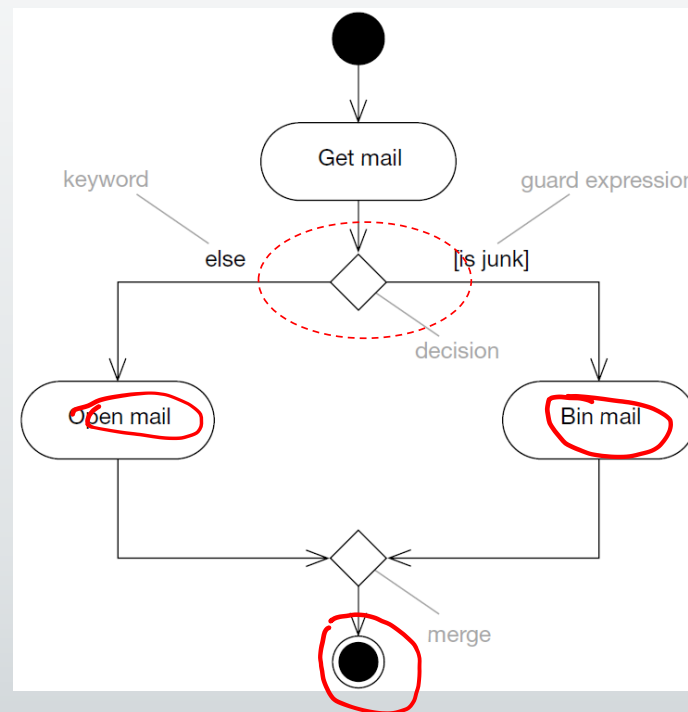 Get mail
keyword
guard expression
else
[is junk]
decision
Open mail
Bin mail
merge